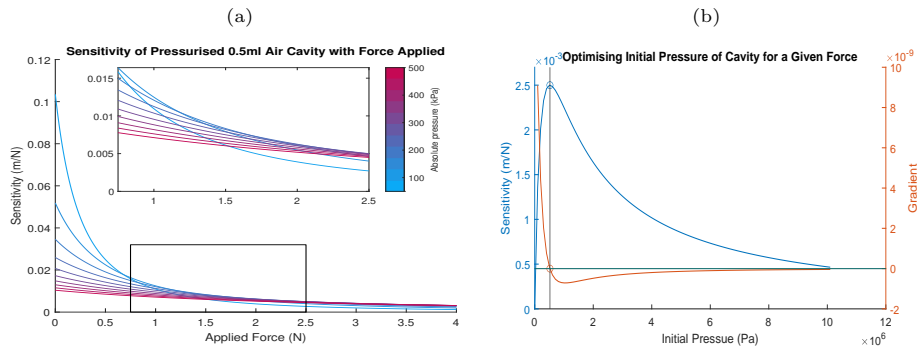 (a)
Sensitivity of Pressurised 0.5ml Air Cavity with Force Applied
0.12
0.1
0.08
0.06
0.04
0.02
0
Sensitivity (m/N)
0 0.5 1 1.5 2 2.5 3 3.5 4
Applied Force (N)
0.015
0.01
0.005
0
1 1.5 2 2.5
500
400
300
200
100
Absolute pressure (kPa)
(b)
Optimising Initial Pressure of Cavity for a Given Force
×10⁻³
3
2.5
2
1.5
1
0.5
0
Sensitivity (m/N)
0 2 4 6 8 10 12
Initial Pressue (Pa)
×10⁶
×10⁻⁹
10
8
6
4
2
0
-2
Gradient